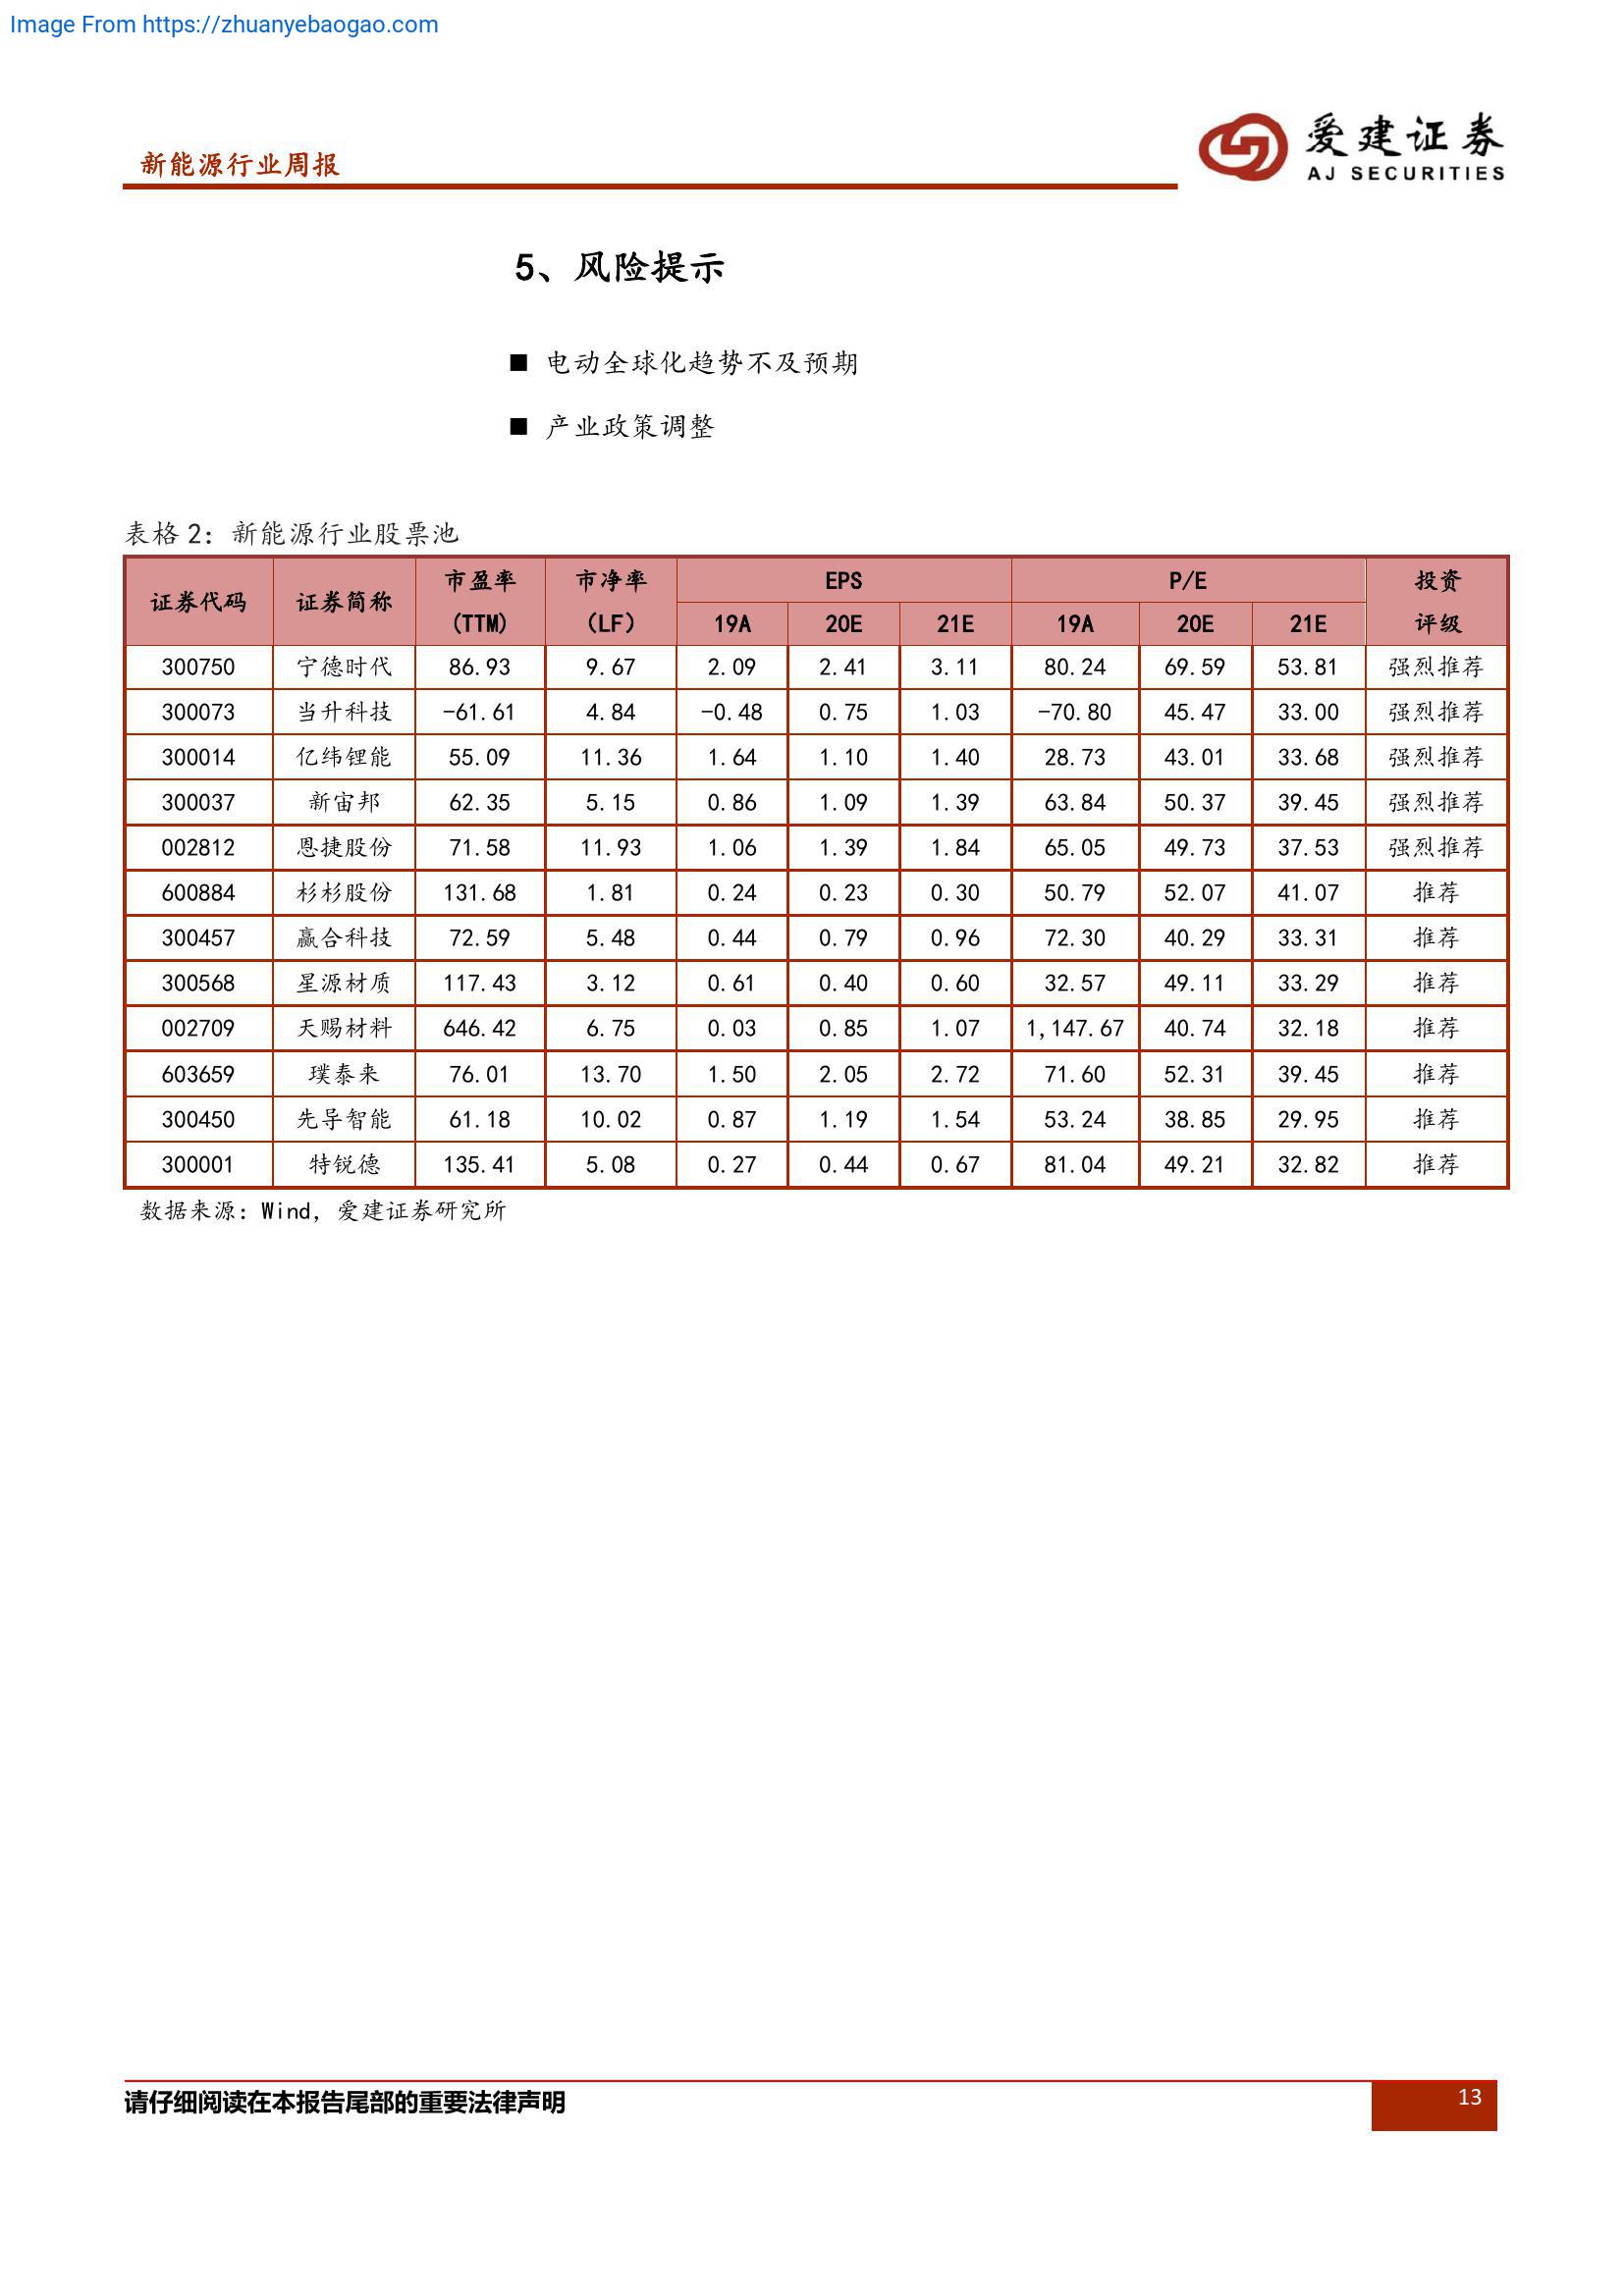 Image From https://zhuanyebaogao.com
新能源行业周报
爱建证券
AJ SECURITIES
5、风险提示
■ 电动全球化趋势不及预期
■ 产业政策调整
表格 2：新能源行业股票池
证券代码 证券简称 市盈率(TTM) 市净率（LF） EPS P/E 投资评级
19A 20E 21E 19A 20E 21E
300750 宁德时代 86.93 9.67 2.09 2.41 3.11 80.24 69.59 53.81 强烈推荐
300073 当升科技 -61.61 4.84 -0.48 0.75 1.03 -70.80 45.47 33.00 强烈推荐
300014 亿纬锂能 55.09 11.36 1.64 1.10 1.40 28.73 43.01 33.68 强烈推荐
300037 新宙邦 62.35 5.15 0.86 1.09 1.39 63.84 50.37 39.45 强烈推荐
002812 恩捷股份 71.58 11.93 1.06 1.39 1.84 65.05 49.73 37.53 强烈推荐
600884 杉杉股份 131.68 1.81 0.24 0.23 0.30 50.79 52.07 41.07 推荐
300457 赢合科技 72.59 5.48 0.44 0.79 0.96 72.30 40.29 33.31 推荐
300568 星源材质 117.43 3.12 0.61 0.40 0.60 32.57 49.11 33.29 推荐
002709 天赐材料 646.42 6.75 0.03 0.85 1.07 1,147.67 40.74 32.18 推荐
603659 璞泰来 76.01 13.70 1.50 2.05 2.72 71.60 52.31 39.45 推荐
300450 先导智能 61.18 10.02 0.87 1.19 1.54 53.24 38.85 29.95 推荐
300001 特锐德 135.41 5.08 0.27 0.44 0.67 81.04 49.21 32.82 推荐
数据来源：Wind，爱建证券研究所
请仔细阅读在本报告尾部的重要法律声明
13